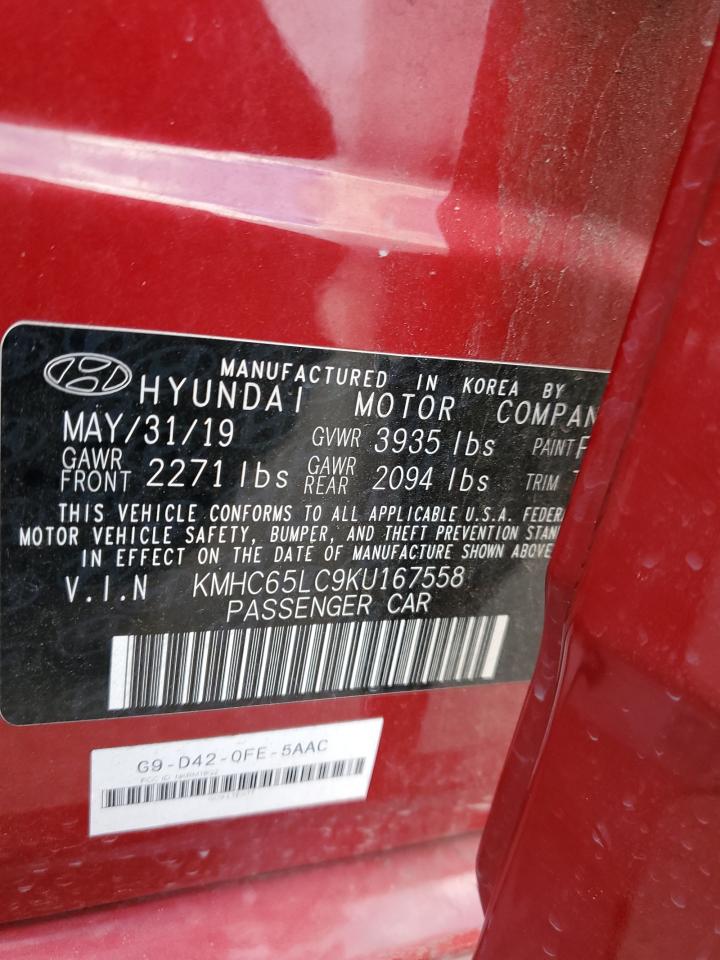 MANUFACTURED IN KOREA BY
HYUNDAI MOTOR COMPAN
MAY/31/19 GVWR 3935 lbs PAINT F
GAWR FRONT 2271 lbs GAWR REAR 2094 lbs TRIM
THIS VEHICLE CONFORMS TO ALL APPLICABLE U.S.A. FEDER
MOTOR VEHICLE SAFETY, BUMPER, AND THEFT PREVENTION STAN
IN EFFECT ON THE DATE OF MANUFACTURE SHOWN ABOVE
V.I.N KMHC65LC9KU167558
PASSENGER CAR
G9-D42-0FE-5AAC
FCC ID